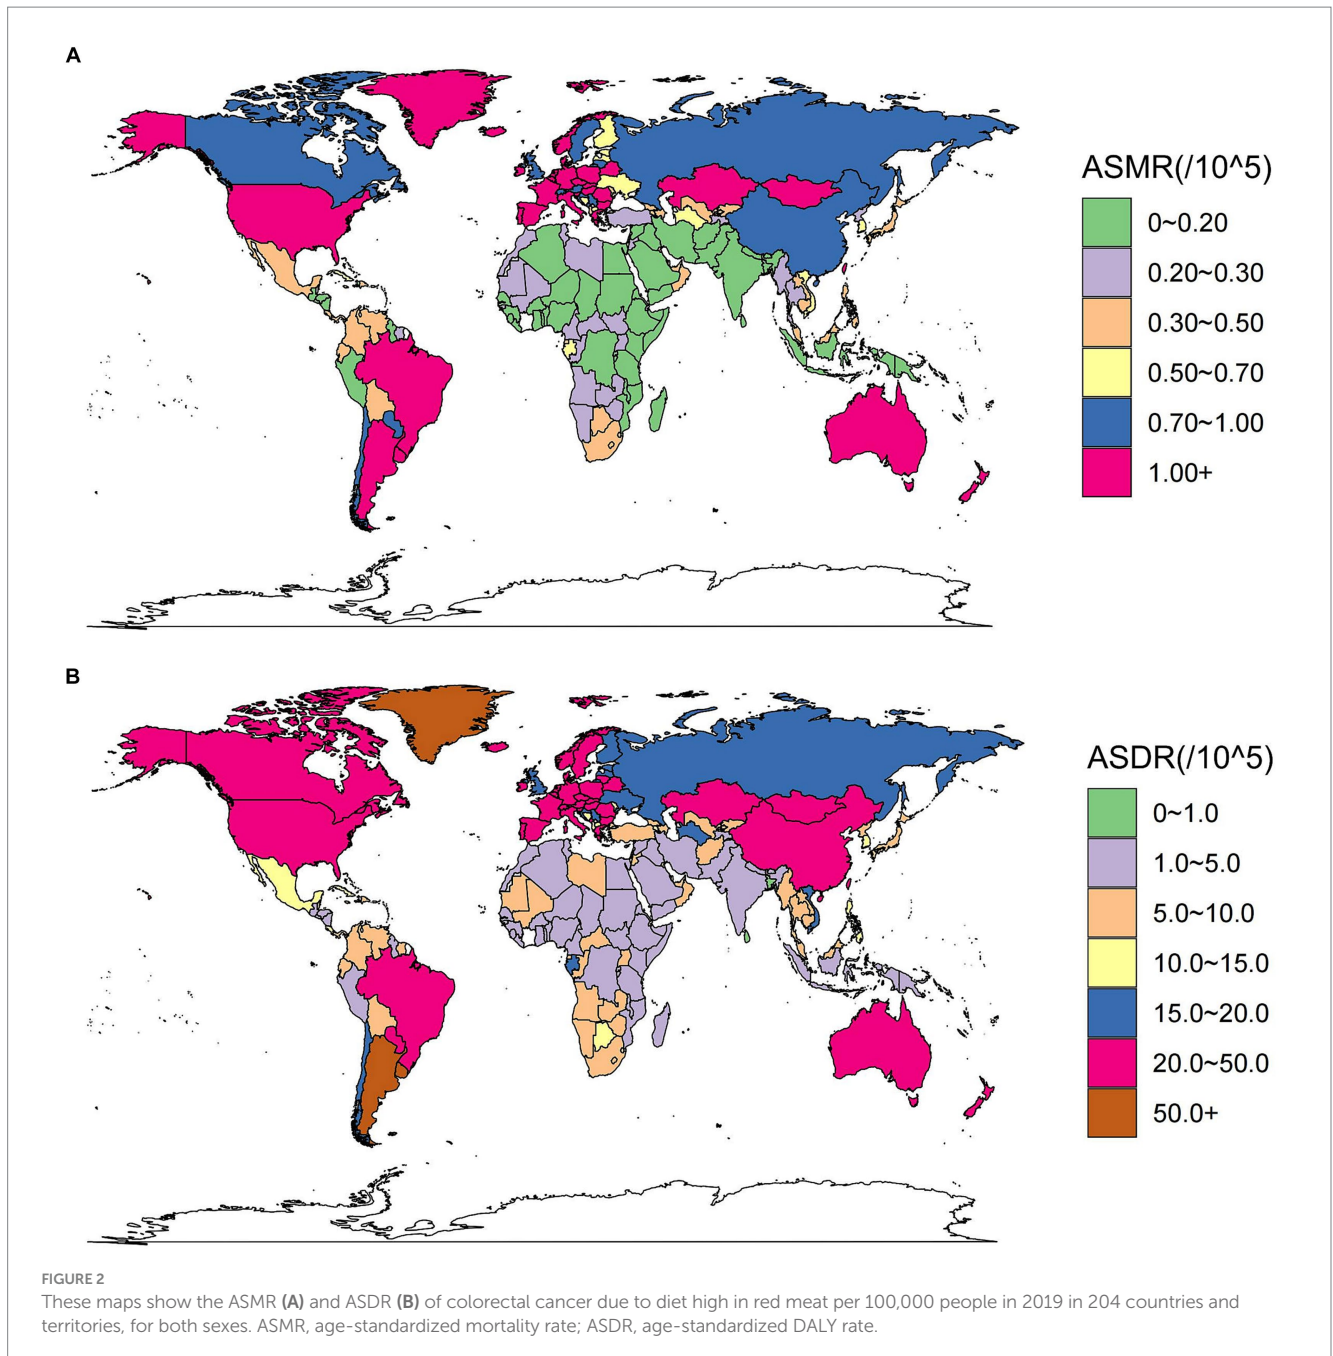 A
ASMR(/10^5)
0~0.20
0.20~0.30
0.30~0.50
0.50~0.70
0.70~1.00
1.00+
B
ASDR(/10^5)
0~1.0
1.0~5.0
5.0~10.0
10.0~15.0
15.0~20.0
20.0~50.0
50.0+
FIGURE 2
These maps show the ASMR (A) and ASDR (B) of colorectal cancer due to diet high in red meat per 100,000 people in 2019 in 204 countries and
territories, for both sexes. ASMR, age-standardized mortality rate; ASDR, age-standardized DALY rate.